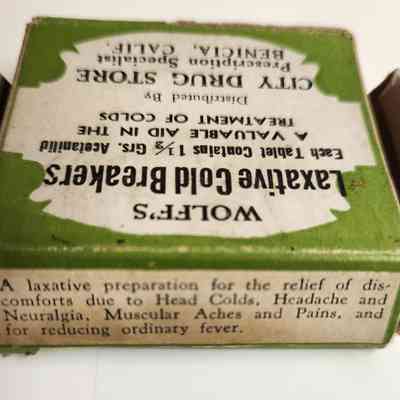 WOLFF'S
Laxative Cold Breakers
Each Tablet Contains 1½ Grs. Acetanilid
A VALUABLE AID IN THE
TREATMENT OF COLDS
Distributed By
CITY DRUG STORE
Prescription Specialist
BENICIA, CALIF.
A laxative preparation for the relief of dis-
comforts due to Head Colds, Headache and
Neuralgia, Muscular Aches and Pains, and
for reducing ordinary fever.